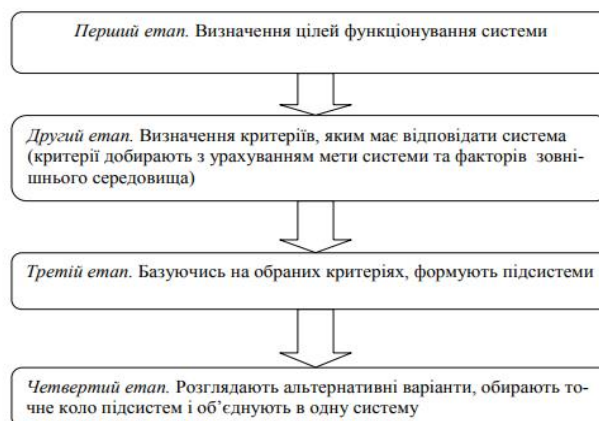 Перший етап. Визначення цілей функціонування системи
Другий етап. Визначення критеріїв, яким має відповідати система
(критерії добирають з урахуванням мети системи та факторів зовні-
шнього середовища)
Третій етап. Базуючись на обраних критеріях, формують підсистеми
Четвертий етап. Розглядають альтернативні варіанти, обирають то-
чне коло підсистем і об’єднують в одну систему